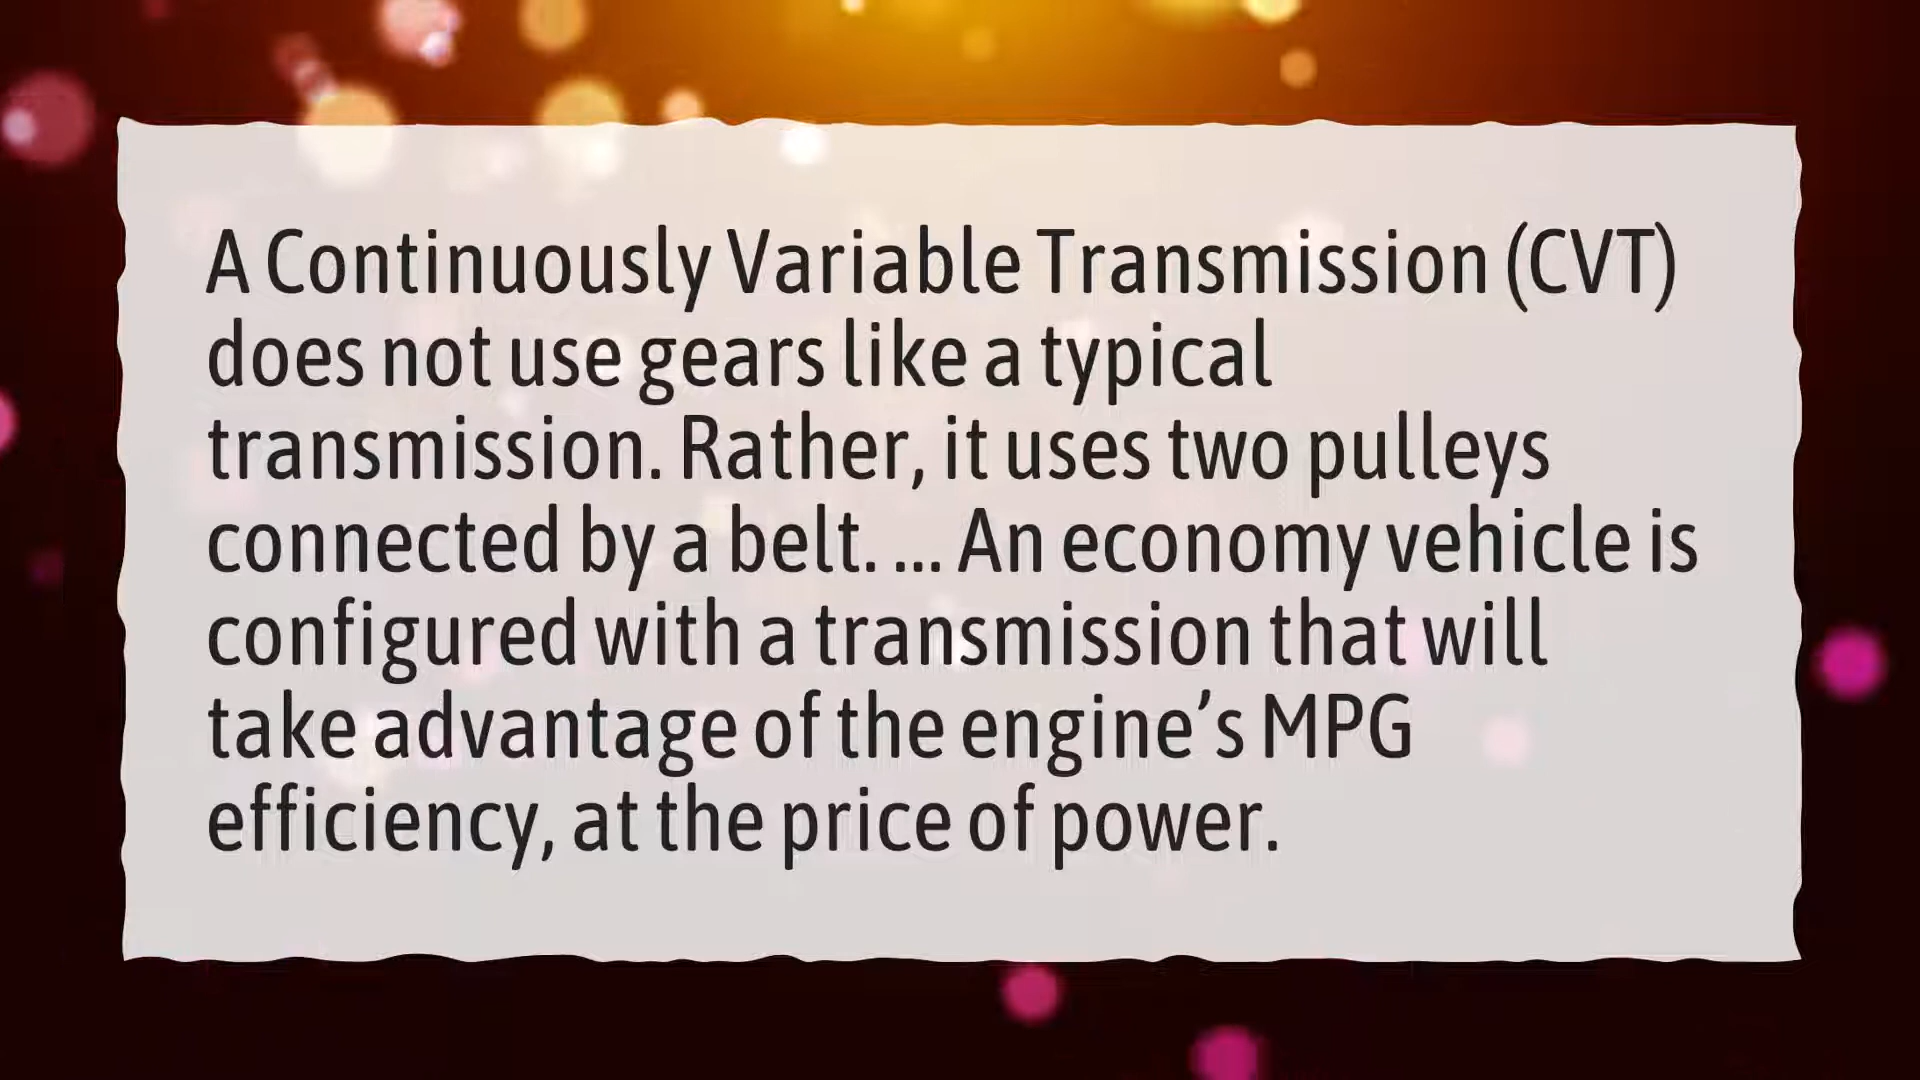 A Continuously Variable Transmission (CVT)
does not use gears like a typical
transmission. Rather, it uses two pulleys
connected by a belt. ... An economy vehicle is
configured with a transmission that will
take advantage of the engine’s MPG
efficiency, at the price of power.